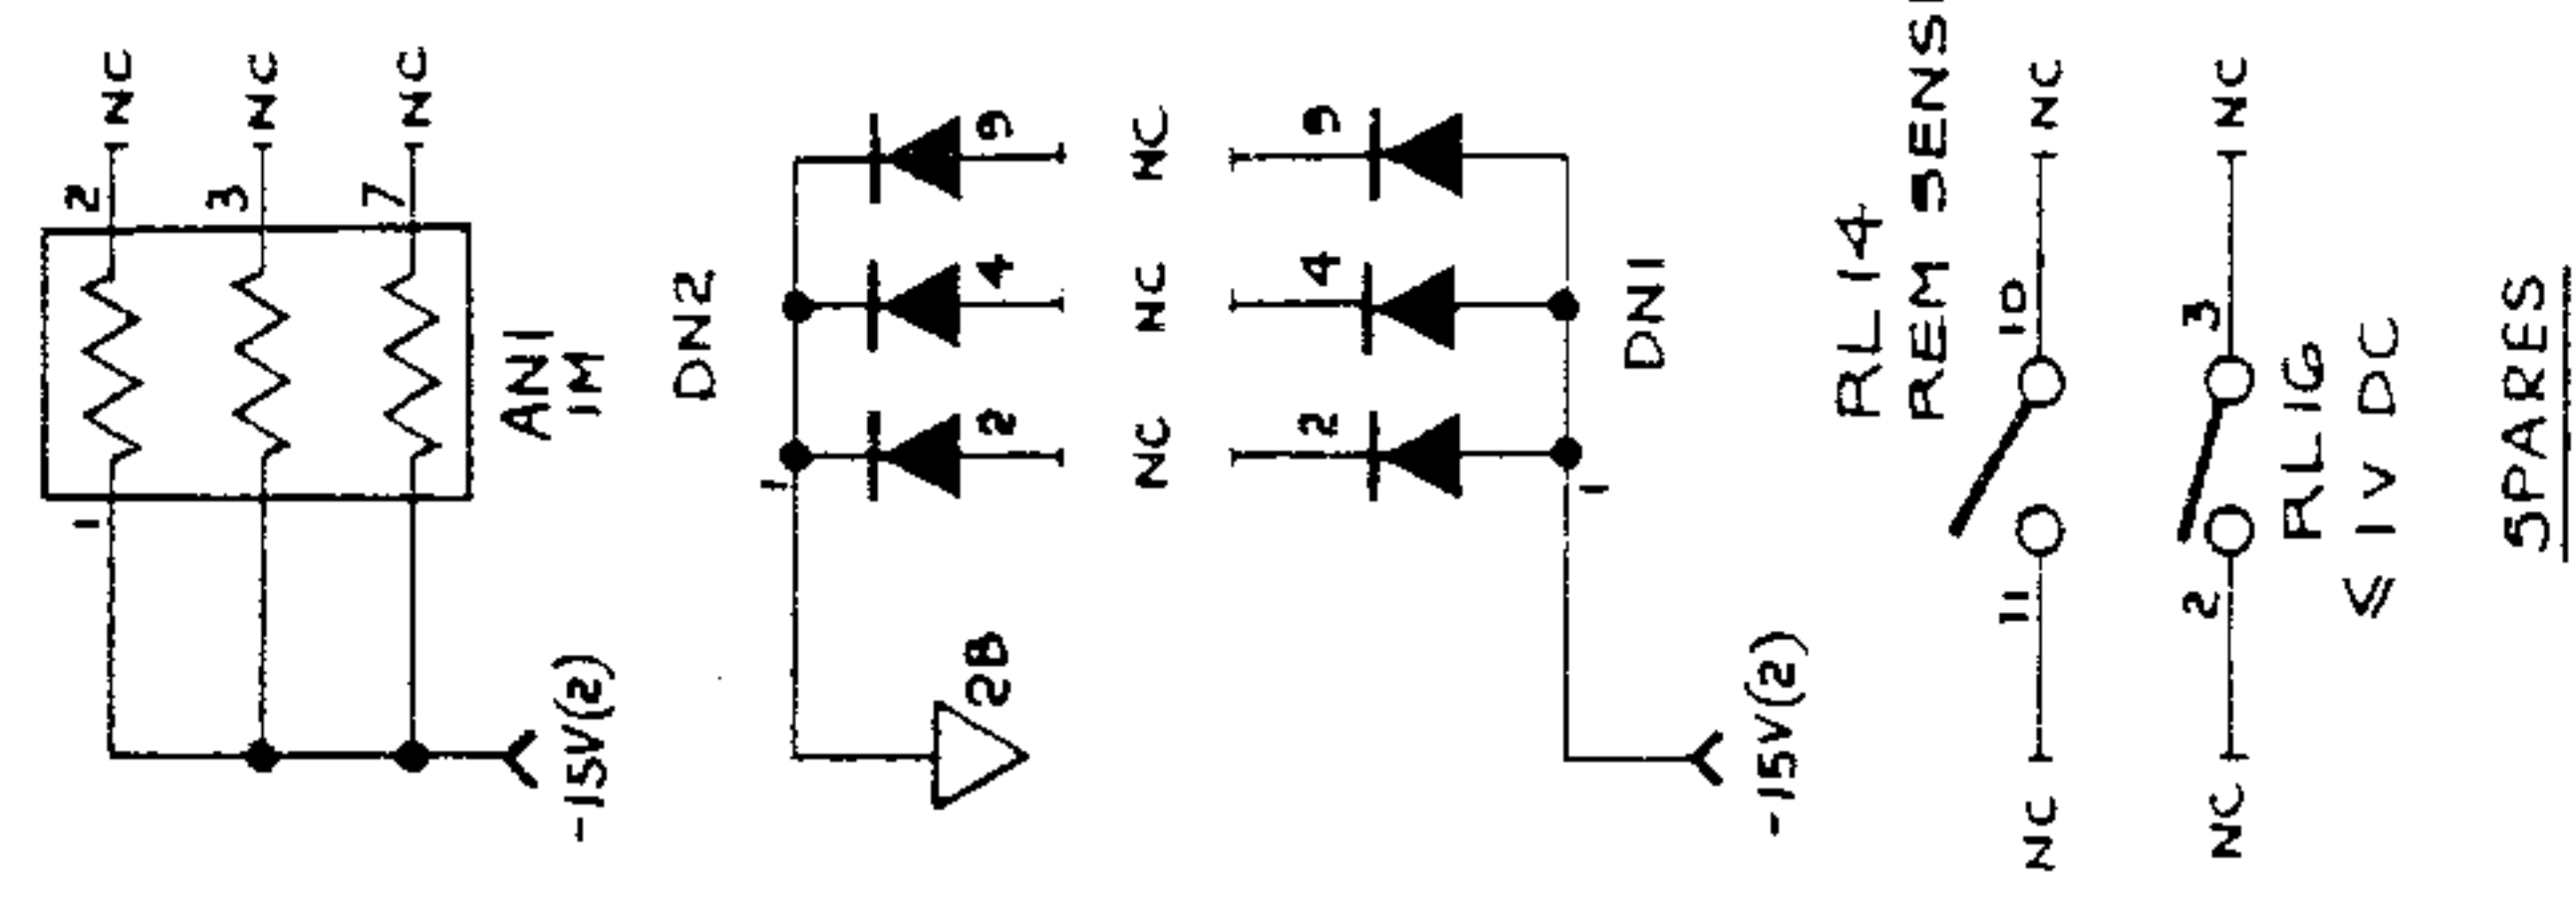 1 2
NC
3
NC
7
NC
AN1
1M
-15V(2)
DN2
1
2 4 9
2B
NC NC NC
2 4 9
1
DN1
-15V(2)
RL14
REM SENS
11 10
NC NC
2 3
NC NC
RL16
≤ 1V DC
SPARES